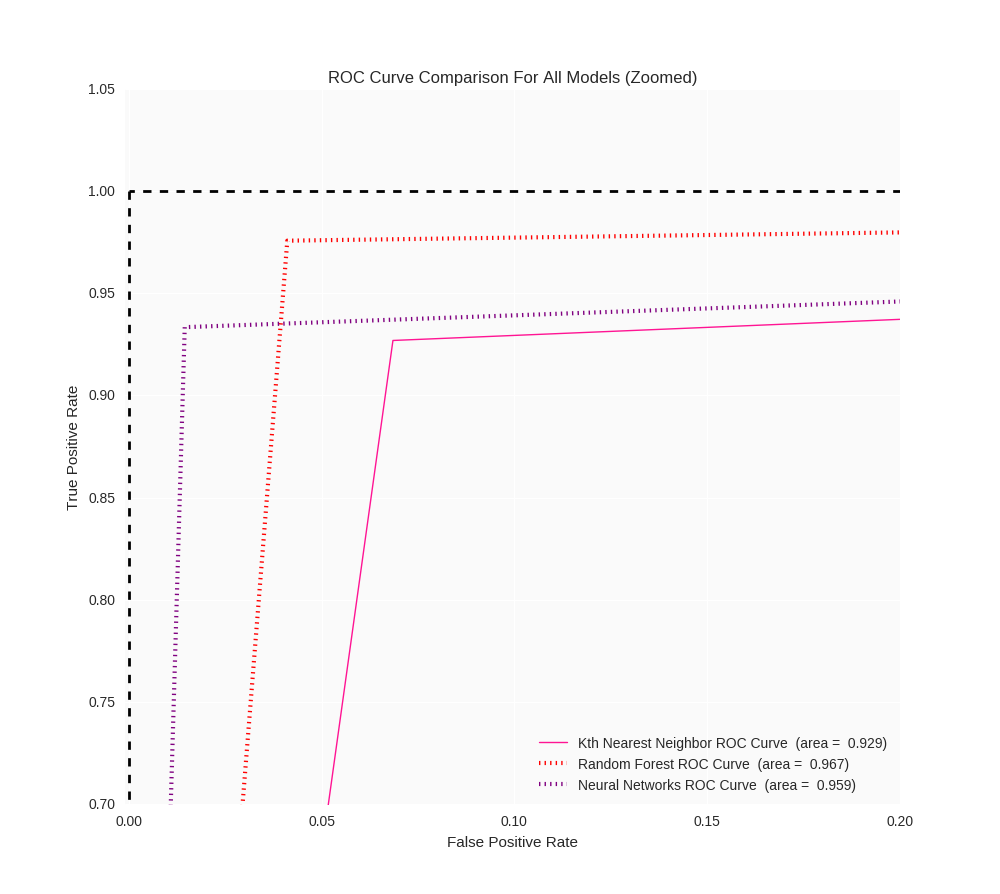 ROC Curve Comparison For All Models (Zoomed)
1.05
1.00
0.95
0.90
0.85
0.80
0.75
0.70
True Positive Rate
Kth Nearest Neighbor ROC Curve (area = 0.929)
Random Forest ROC Curve (area = 0.967)
Neural Networks ROC Curve (area = 0.959)
0.00 0.05 0.10 0.15 0.20
False Positive Rate